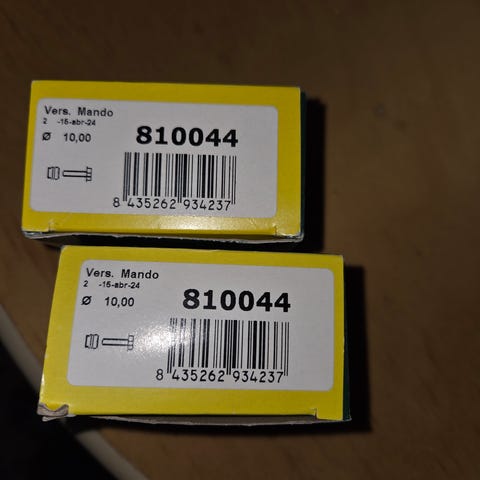 Vers. Mando
2 -15-abr-24
Ø 10,00 810044
8 435262 934237
Vers. Mando
2 -15-abr-24
Ø 10,00 810044
8 435262 934237